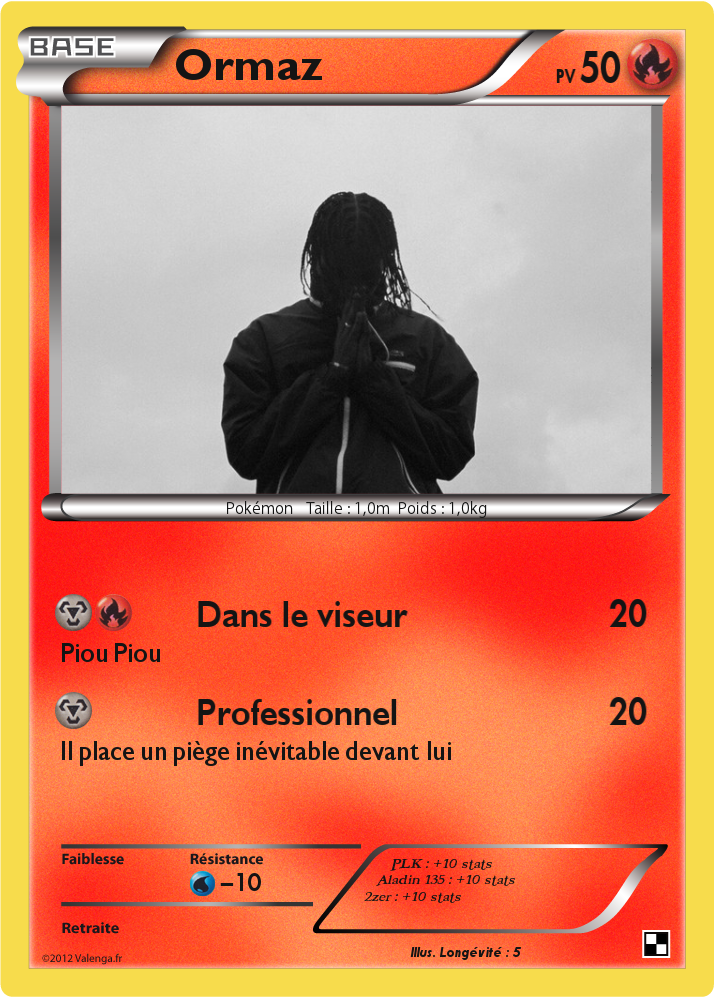 BASE
Ormaz
PV 50
Pokémon Taille : 1,0m Poids : 1,0kg
Dans le viseur 20
Piou Piou
Professionnel 20
Il place un piège inévitable devant lui
Faiblesse Résistance
-10
Retraite
PLK : +10 stats
Aladin 135 : +10 stats
2zer : +10 stats
Illus. Longévité : 5
©2012 Valenga.fr